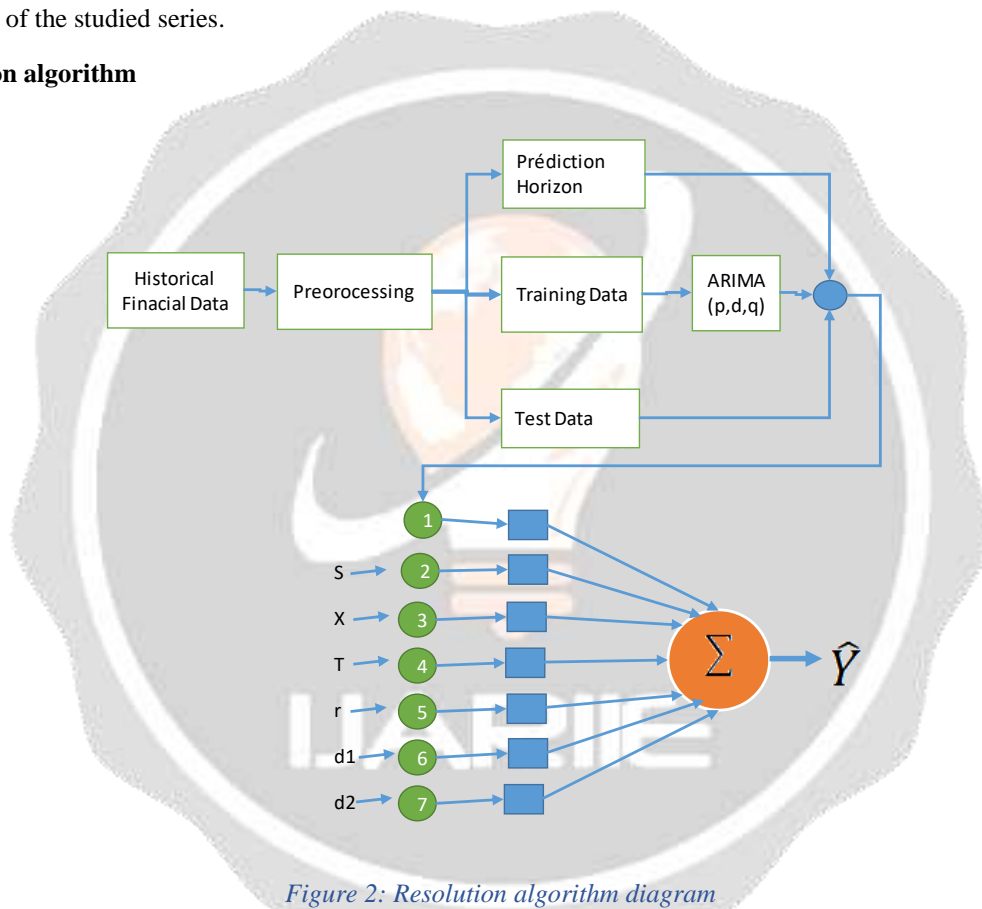 of the studied series.
on algorithm
Prédiction
Horizon
Historical
Finacial Data
Preorocessing
Training Data
ARIMA
(p,d,q)
Test Data
1
S
2
X
3
T
4
∑
Ŷ
r
5
IJARIIE
d1
6
d2
7
Figure 2: Resolution algorithm diagram